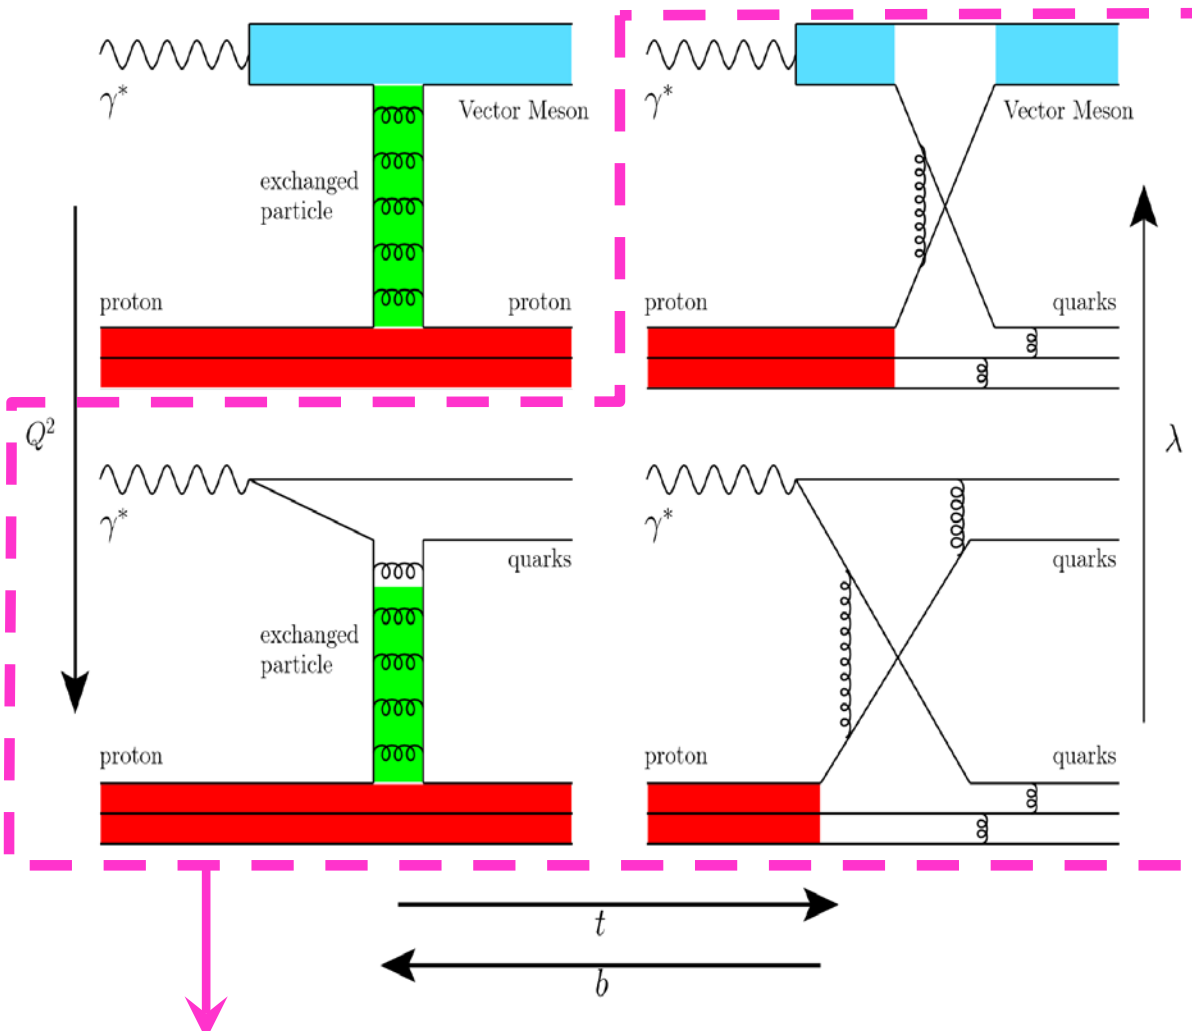 γ*
Vector Meson
exchanged
particle
proton
proton
γ*
Vector Meson
proton
quarks
Q²
λ
γ*
quarks
exchanged
particle
proton
γ*
quarks
proton
quarks
t
b